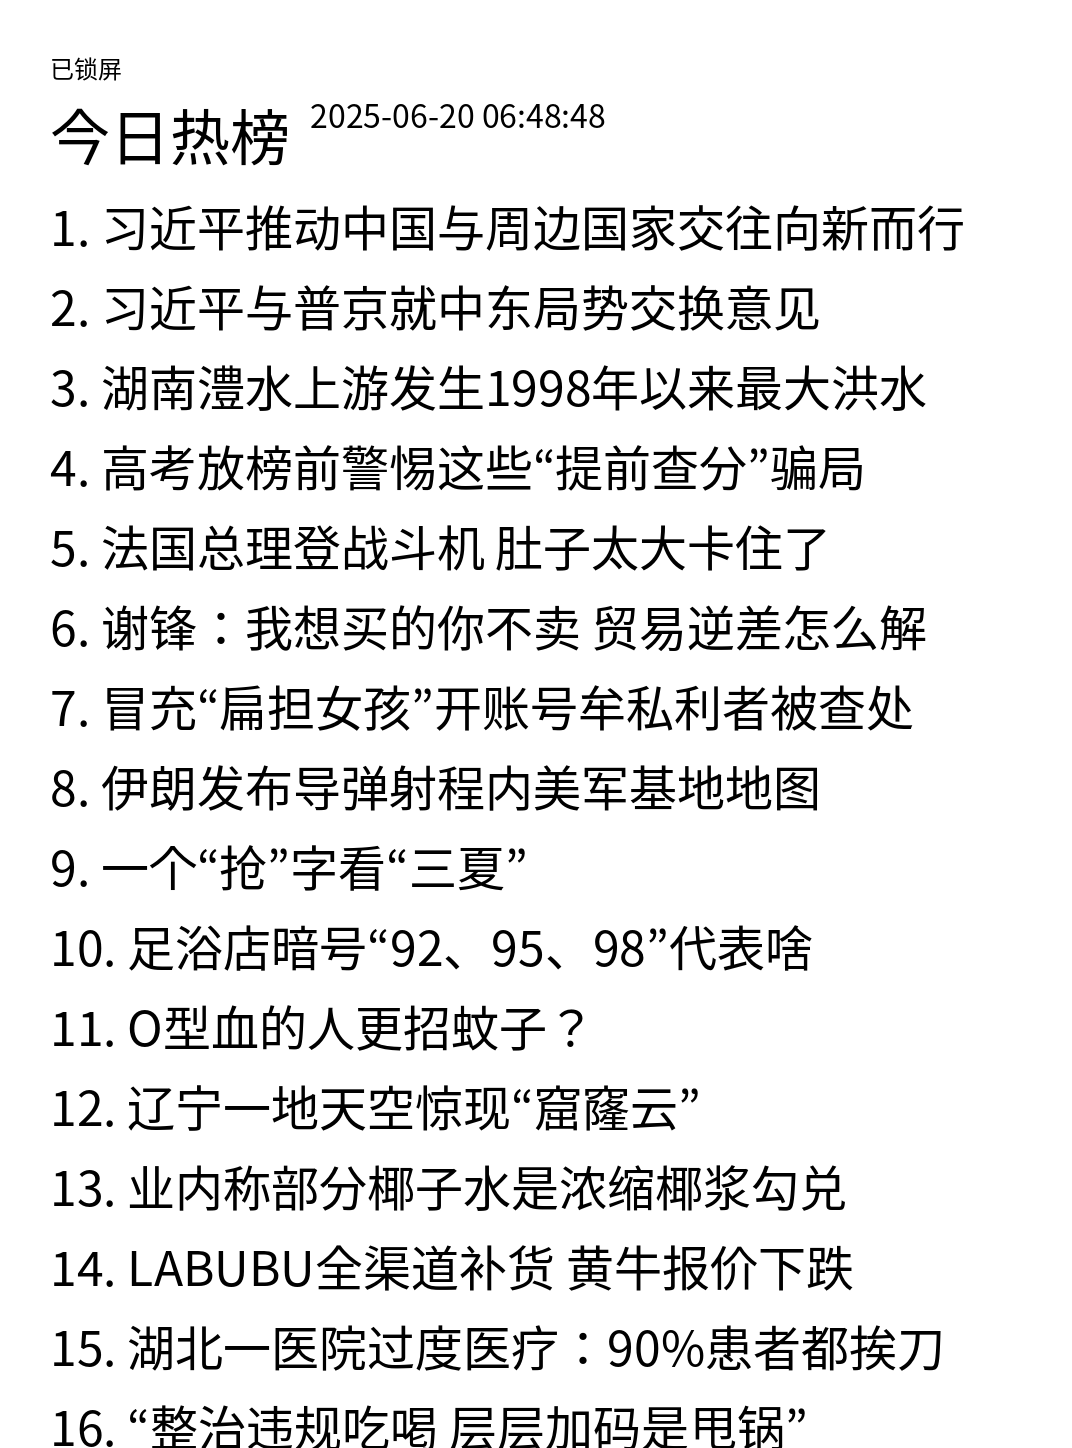 已锁屏
今日热榜 2025-06-20 06:48:48
1. 习近平推动中国与周边国家交往向新而行
2. 习近平与普京就中东局势交换意见
3. 湖南澧水上游发生1998年以来最大洪水
4. 高考放榜前警惕这些“提前查分”骗局
5. 法国总理登战斗机 肚子太大卡住了
6. 谢锋：我想买的你不卖 贸易逆差怎么解
7. 冒充“扁担女孩”开账号牟私利者被查处
8. 伊朗发布导弹射程内美军基地地图
9. 一个“抢”字看“三夏”
10. 足浴店暗号“92、95、98”代表啥
11. O型血的人更招蚊子？
12. 辽宁一地天空惊现“窟窿云”
13. 业内称部分椰子水是浓缩椰浆勾兑
14. LABUBU全渠道补货 黄牛报价下跌
15. 湖北一医院过度医疗：90%患者都挨刀
16. “整治违规吃喝 层层加码是甩锅”